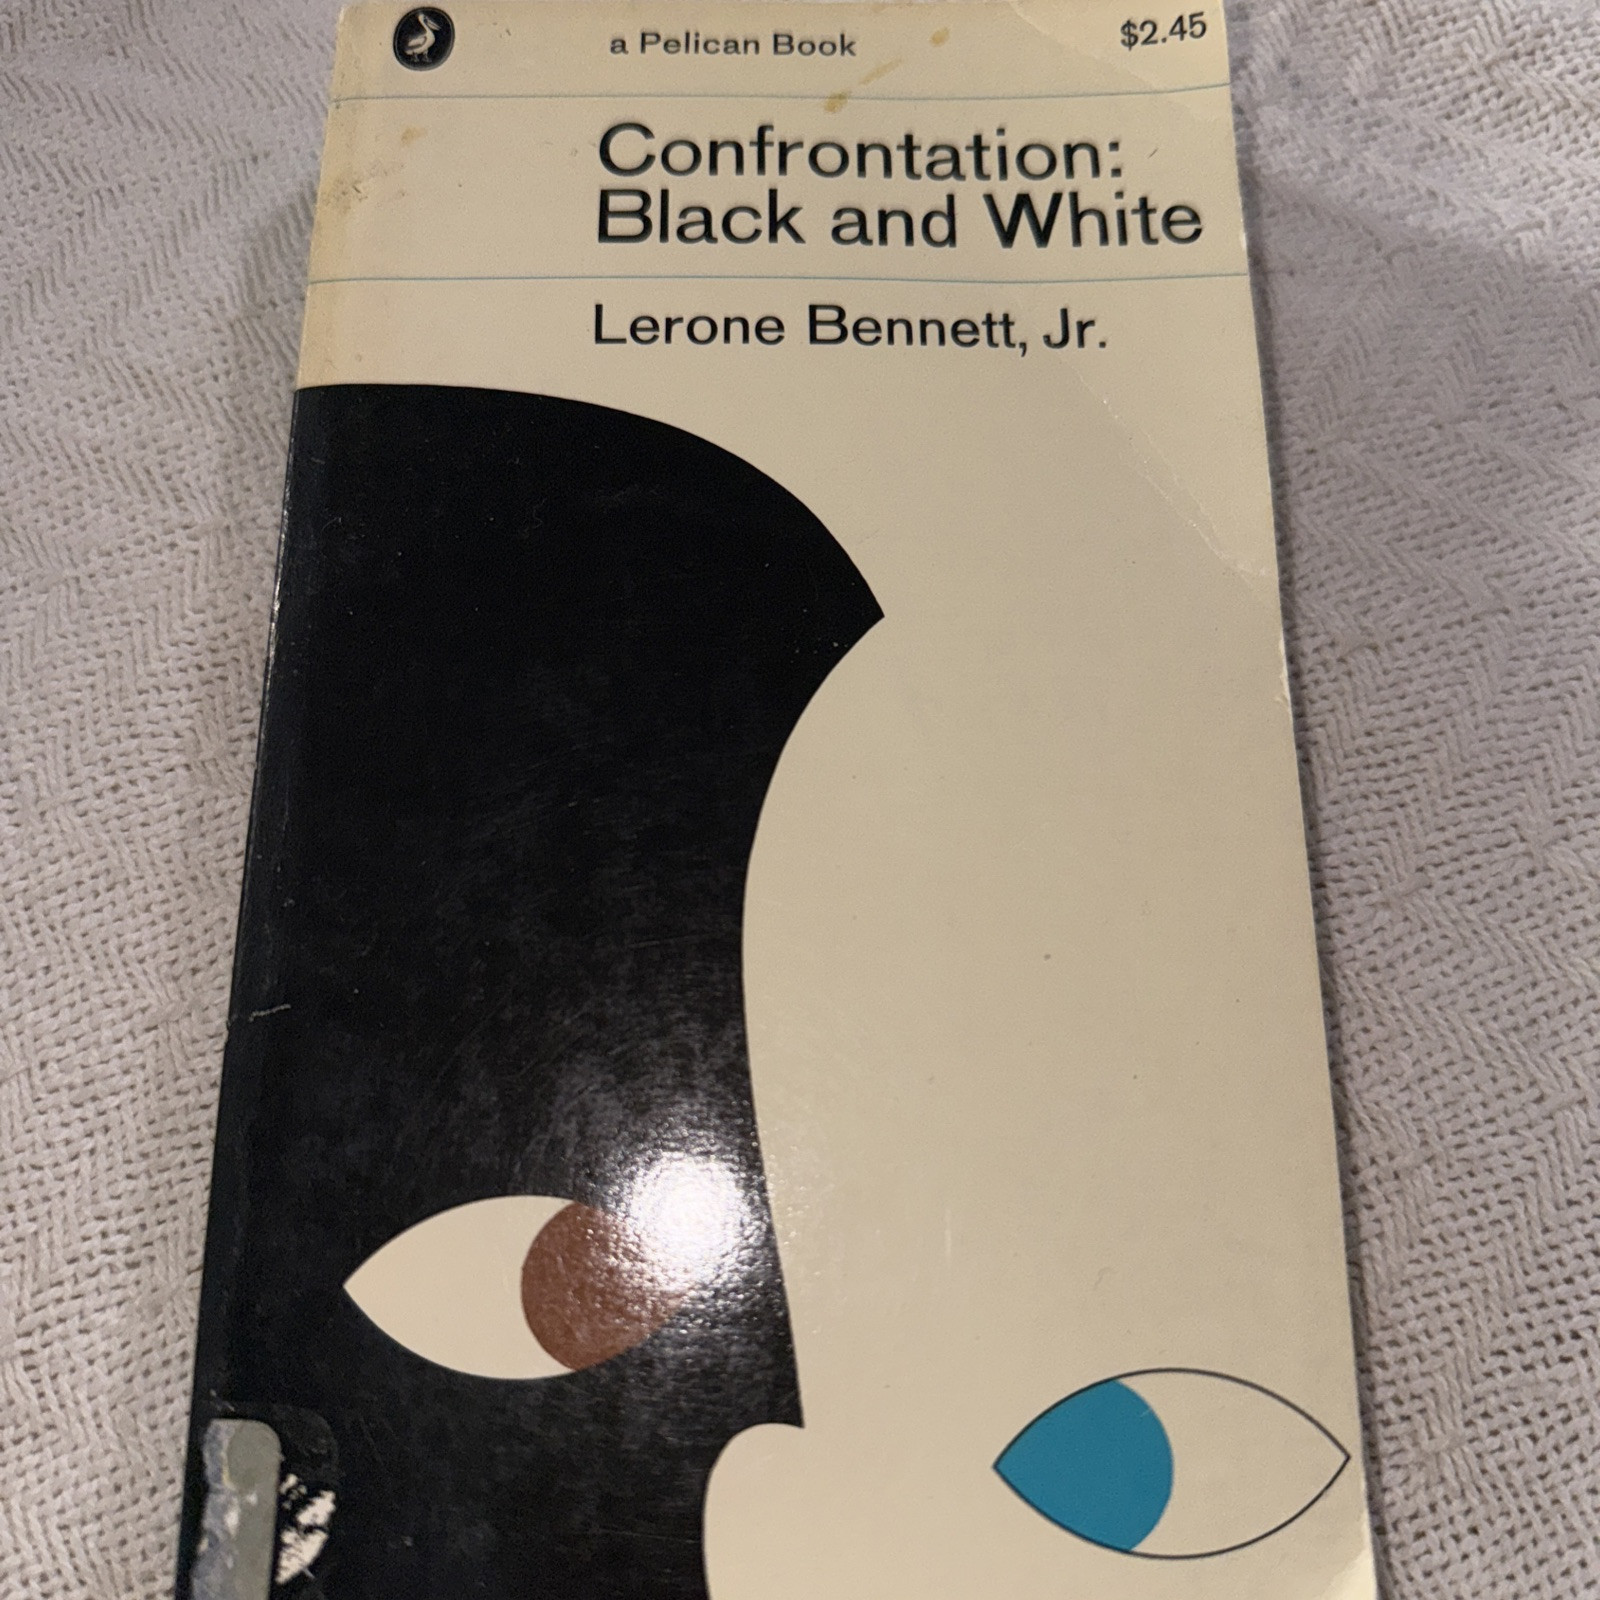 a Pelican Book
$2.45
Confrontation:
Black and White
Lerone Bennett, Jr.